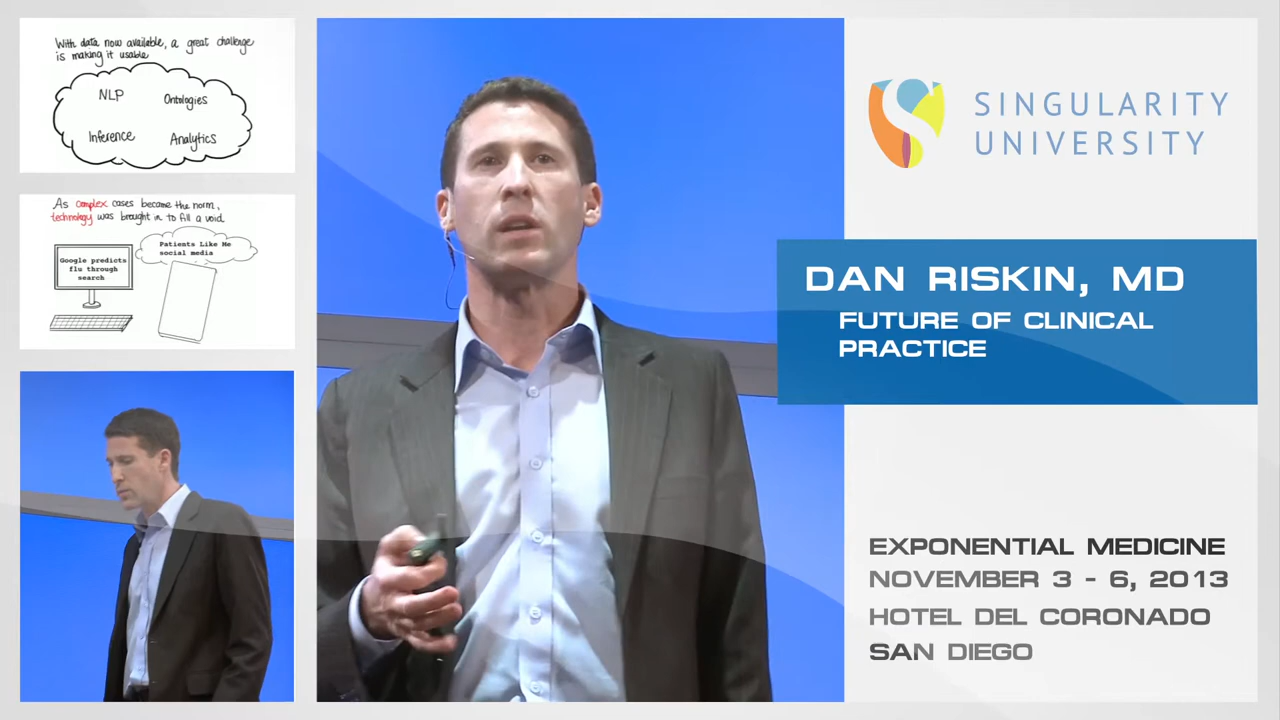 With data now available, a great challenge
is making it usable
NLP
Ontologies
Inference
Analytics
As complex cases became the norm,
technology was brought in to fill a void
Patients Like Me
social media
Google predicts
flu through
search
SINGULARITY
UNIVERSITY
DAN RISKIN, MD
FUTURE OF CLINICAL
PRACTICE
EXPONENTIAL MEDICINE
NOVEMBER 3 - 6, 2013
HOTEL DEL CORONADO
SAN DIEGO